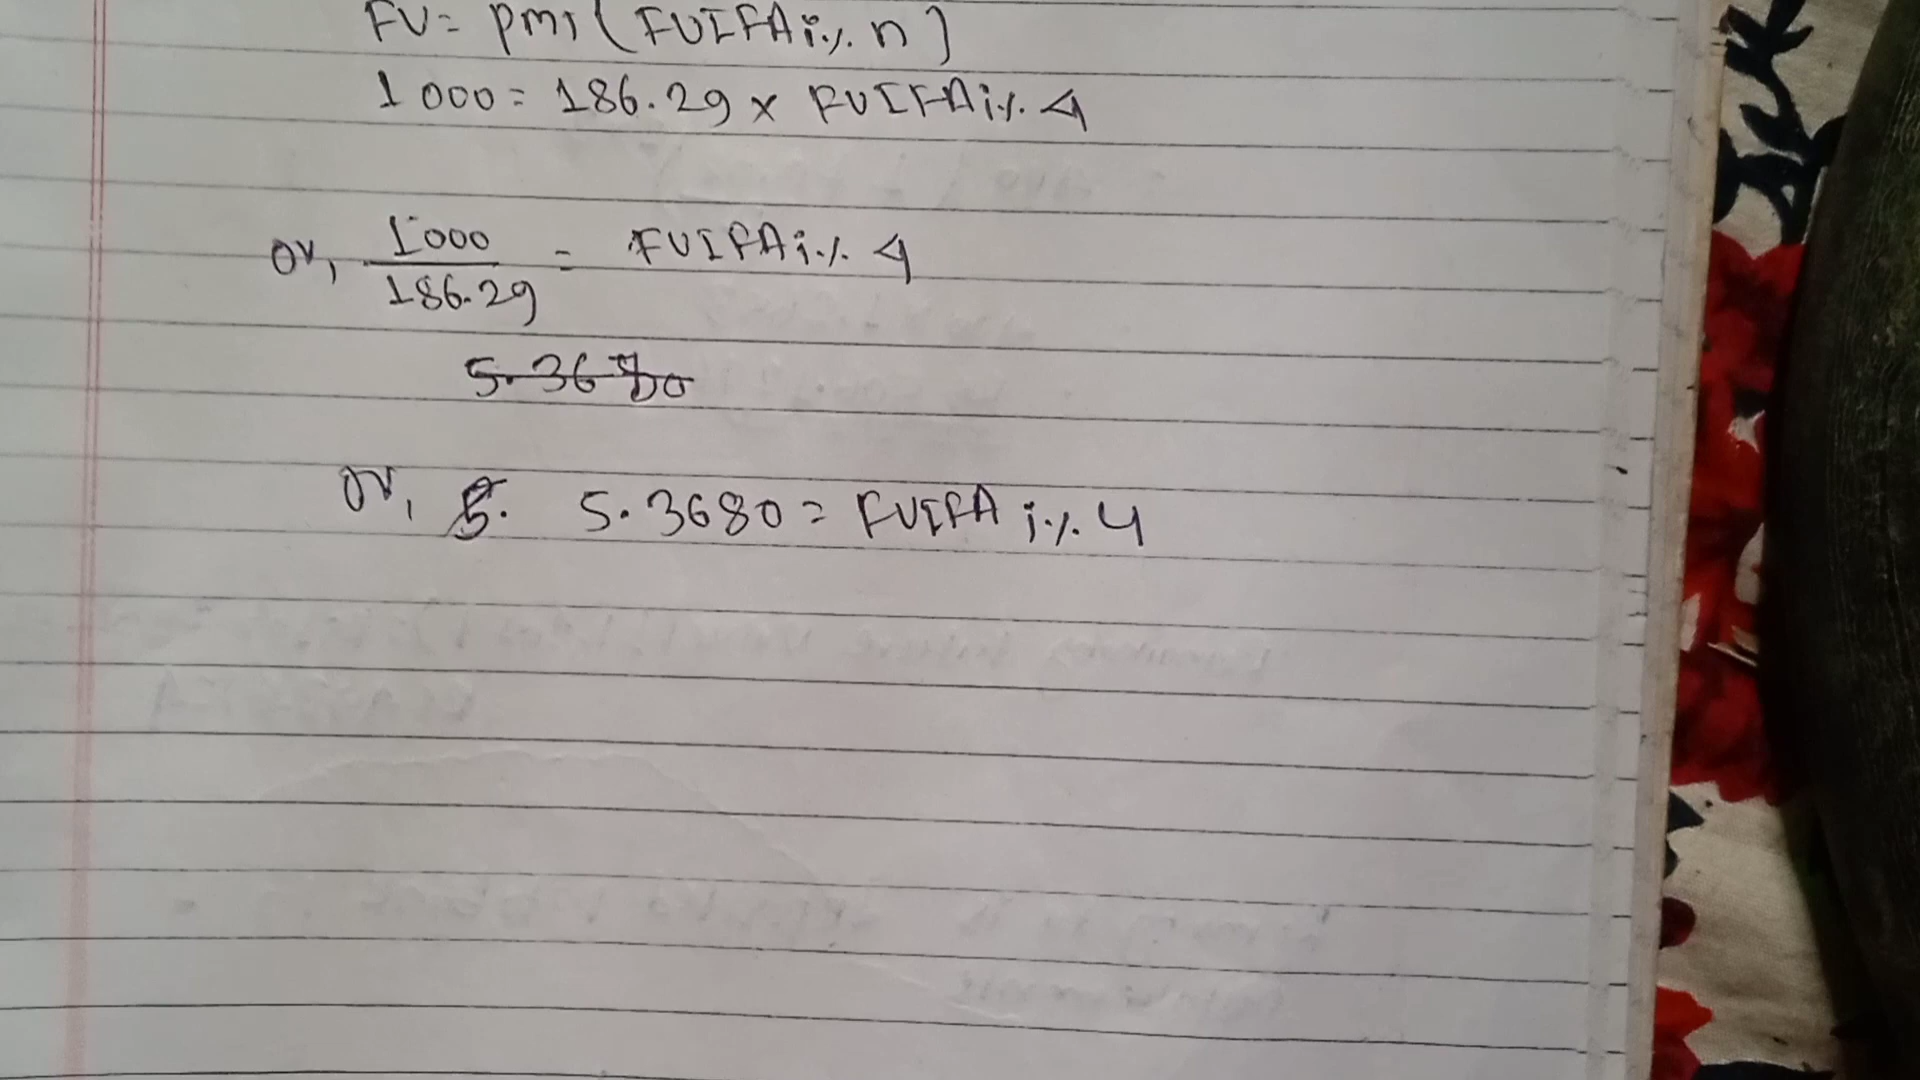 FV= pmt ( FVIFA i% n )
1000 = 186.29 x FVIFA i% 4
or, 1000 / 186.29 = FVIFA i% 4
5.3680
or, 5. 5.3680 = FVIFA i% 4